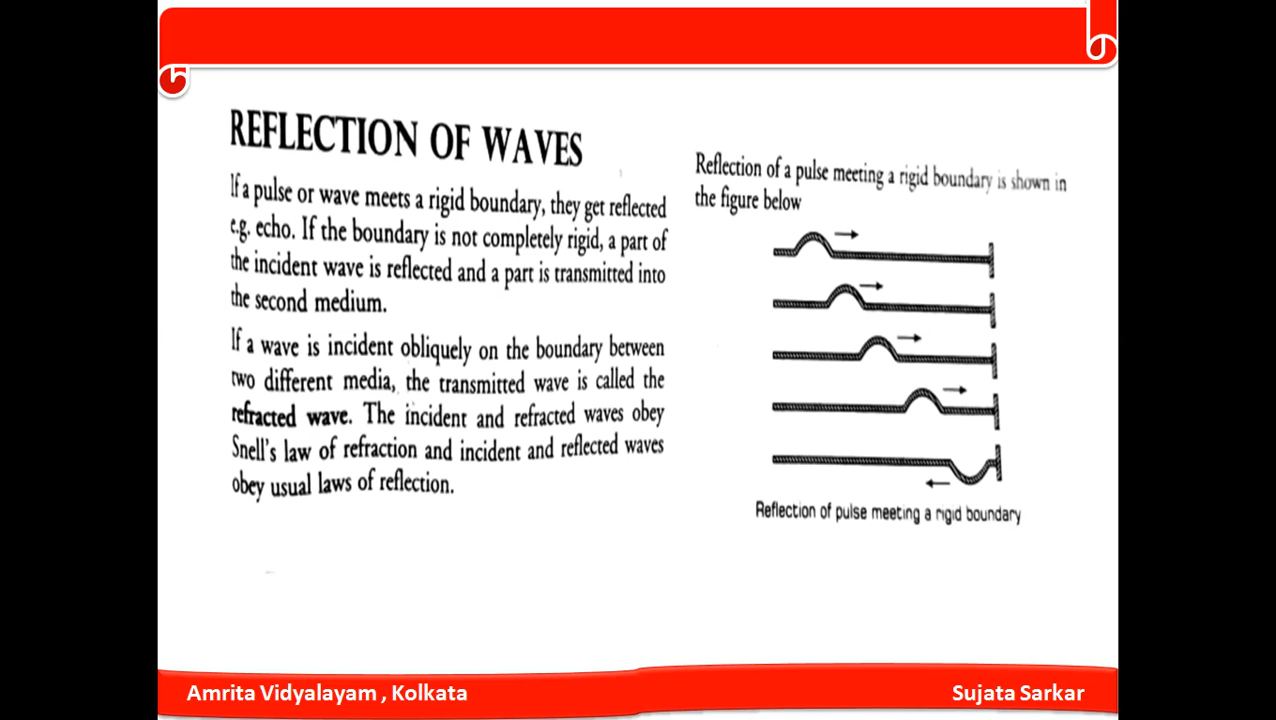 REFLECTION OF WAVES
If a pulse or wave meets a rigid boundary, they get reflected
e.g. echo. If the boundary is not completely rigid, a part of
the incident wave is reflected and a part is transmitted into
the second medium.
If a wave is incident obliquely on the boundary between
two different media, the transmitted wave is called the
refracted wave. The incident and refracted waves obey
Snell's law of refraction and incident and reflected waves
obey usual laws of reflection.
Reflection of a pulse meeting a rigid boundary is shown in
the figure below
Reflection of pulse meeting a rigid boundary
Amrita Vidyalayam , Kolkata
Sujata Sarkar